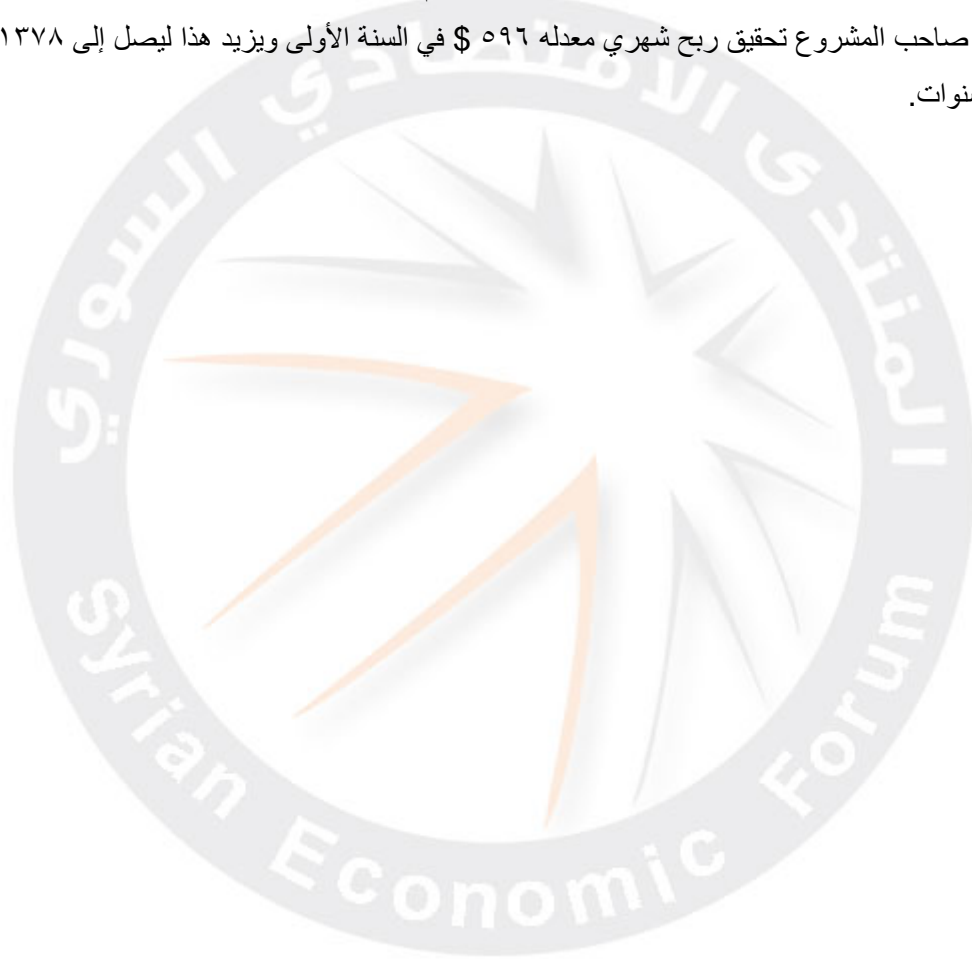 صاحب المشروع تحقيق ربح شهري معدله ٥٩٦ $ في السنة الأولى ويزيد هذا ليصل إلى ١٣٧٨
المنتدى الاقتصادي السوري
Syrian Economic Forum